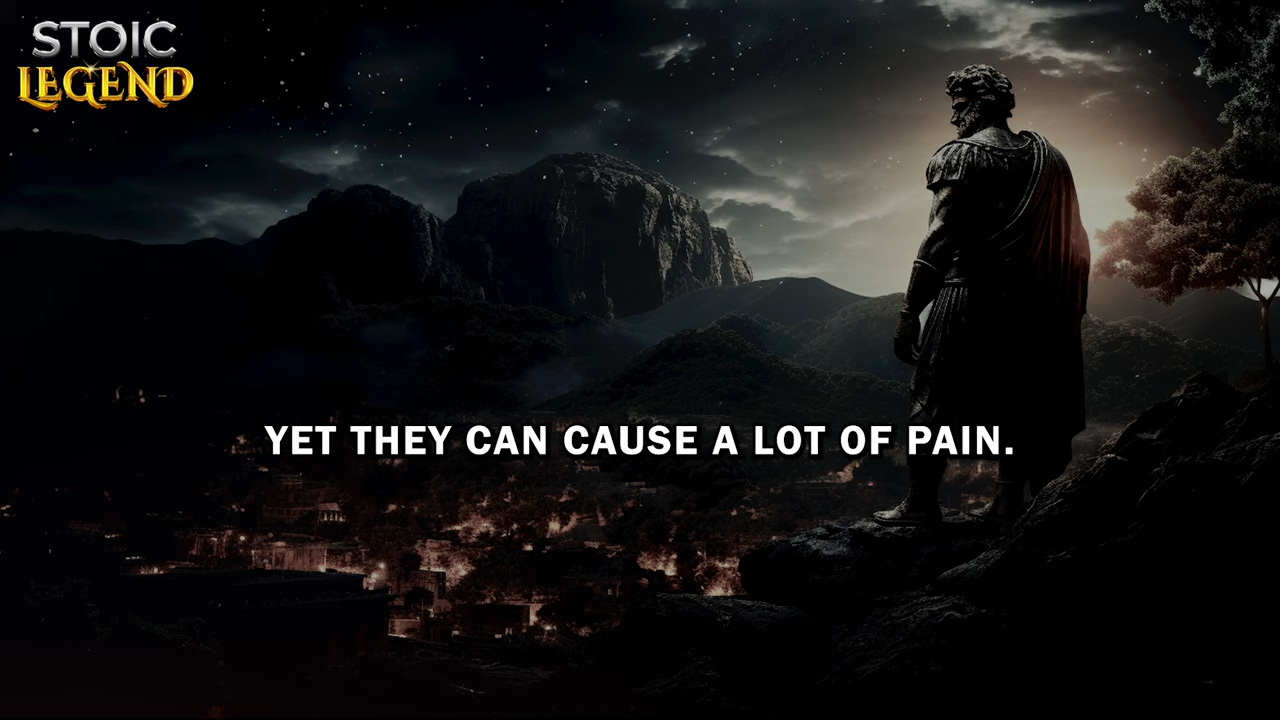 STOIC
LEGEND
YET THEY CAN CAUSE A LOT OF PAIN.